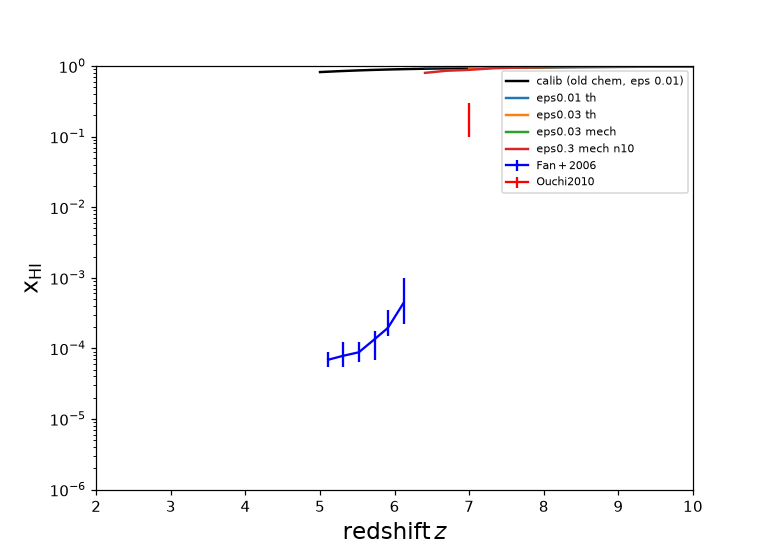 10^0
10^-1
10^-2
10^-3
10^-4
10^-5
10^-6
x_HI
calib (old chem, eps 0.01)
eps0.01 th
eps0.03 th
eps0.03 mech
eps0.3 mech n10
Fan+2006
Ouchi2010
2 3 4 5 6 7 8 9 10
redshift z